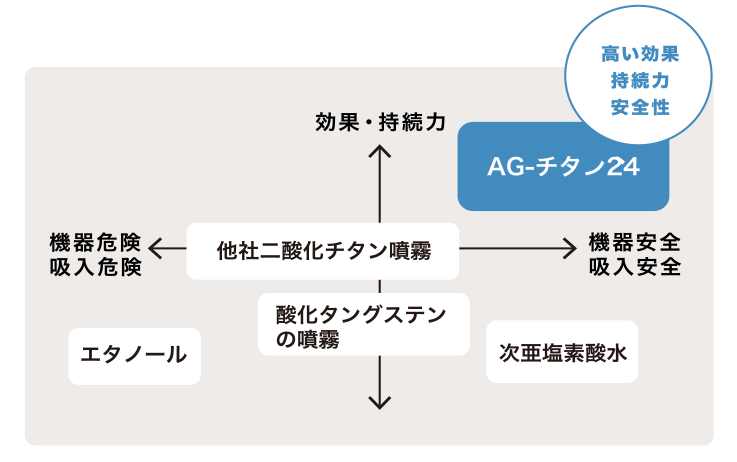 高い効果
持続力
安全性
効果・持続力
AG-チタノ24
機器危険
吸入危険
他社二酸化チタン噴霧
機器安全
吸入安全
酸化タングステン
の噴霧
エタノール
次亜塩素酸水